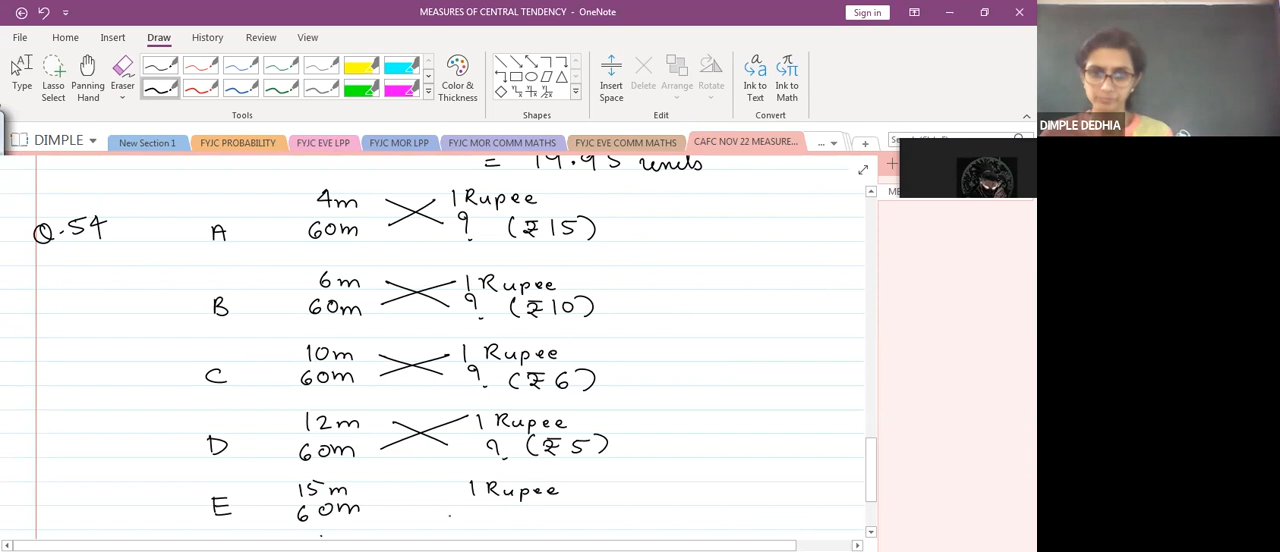 MEASURES OF CENTRAL TENDENCY - OneNote
Sign in
File Home Insert Draw History Review View
Type
Lasso Select
Panning Hand
Eraser
Color & Thickness
Insert Space
Delete
Arrange
Rotate
Ink to Text
Ink to Math
Tools
Shapes
Edit
Convert
DIMPLE
New Section 1
FYJC PROBABILITY
FYJC EVE LPP
FYJC MOR LPP
FYJC MOR COMM MATHS
FYJC EVE COMM MATHS
CAFC NOV 22 MEASURE...
DIMPLE DEDHIA
= 19.95 units
4m 1 Rupee
Q.54 A 60m ? (₹ 15)
6m 1 Rupee
B 60m ? (₹ 10)
10m 1 Rupee
C 60m ? (₹ 6)
12m 1 Rupee
D 60m ? (₹ 5)
15m 1 Rupee
E 60m